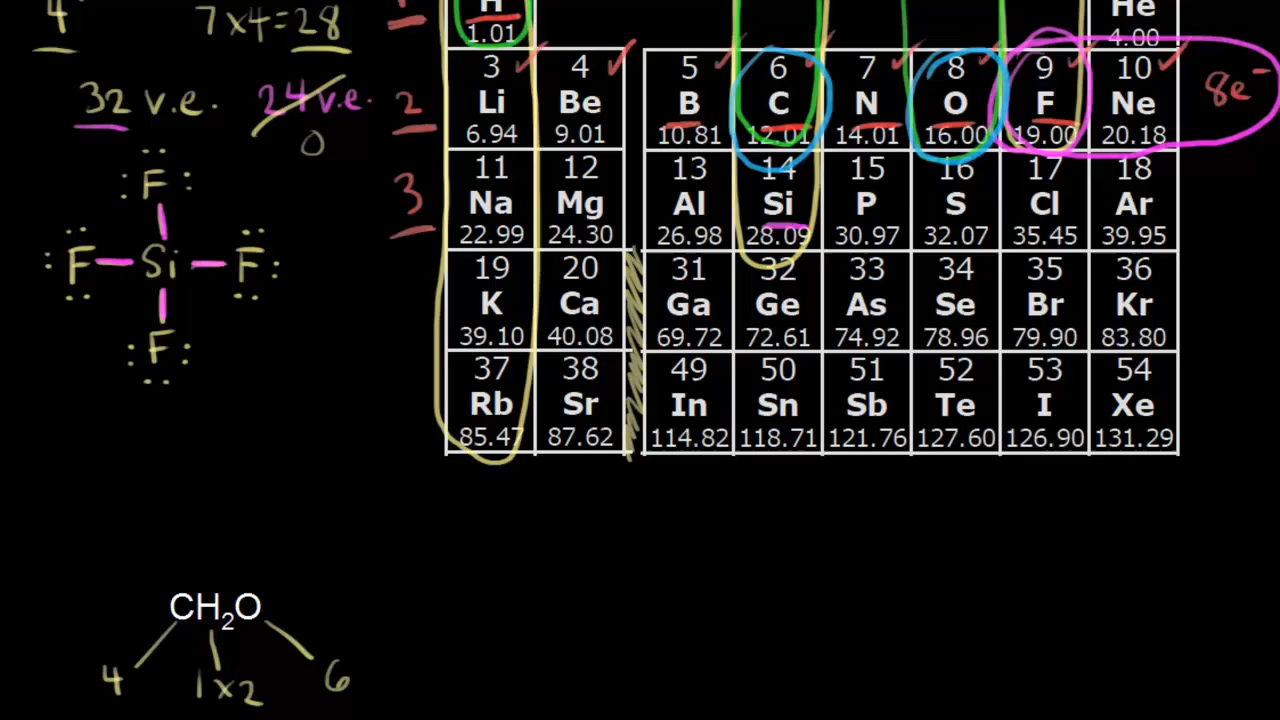 4 7x4=28
32 v.e. 24 v.e.
0
F
F Si F
F
1
2
3
H He
1.01 4.00
3 4 5 6 7 8 9 10
Li Be B C N O F Ne
6.94 9.01 10.81 12.01 14.01 16.00 19.00 20.18
8e⁻
11 12 13 14 15 16 17 18
Na Mg Al Si P S Cl Ar
22.99 24.30 26.98 28.09 30.97 32.07 35.45 39.95
19 20 31 32 33 34 35 36
K Ca Ga Ge As Se Br Kr
39.10 40.08 69.72 72.61 74.92 78.96 79.90 83.80
37 38 49 50 51 52 53 54
Rb Sr In Sn Sb Te I Xe
85.47 87.62 114.82 118.71 121.76 127.60 126.90 131.29
CH₂O
4 1x2 6